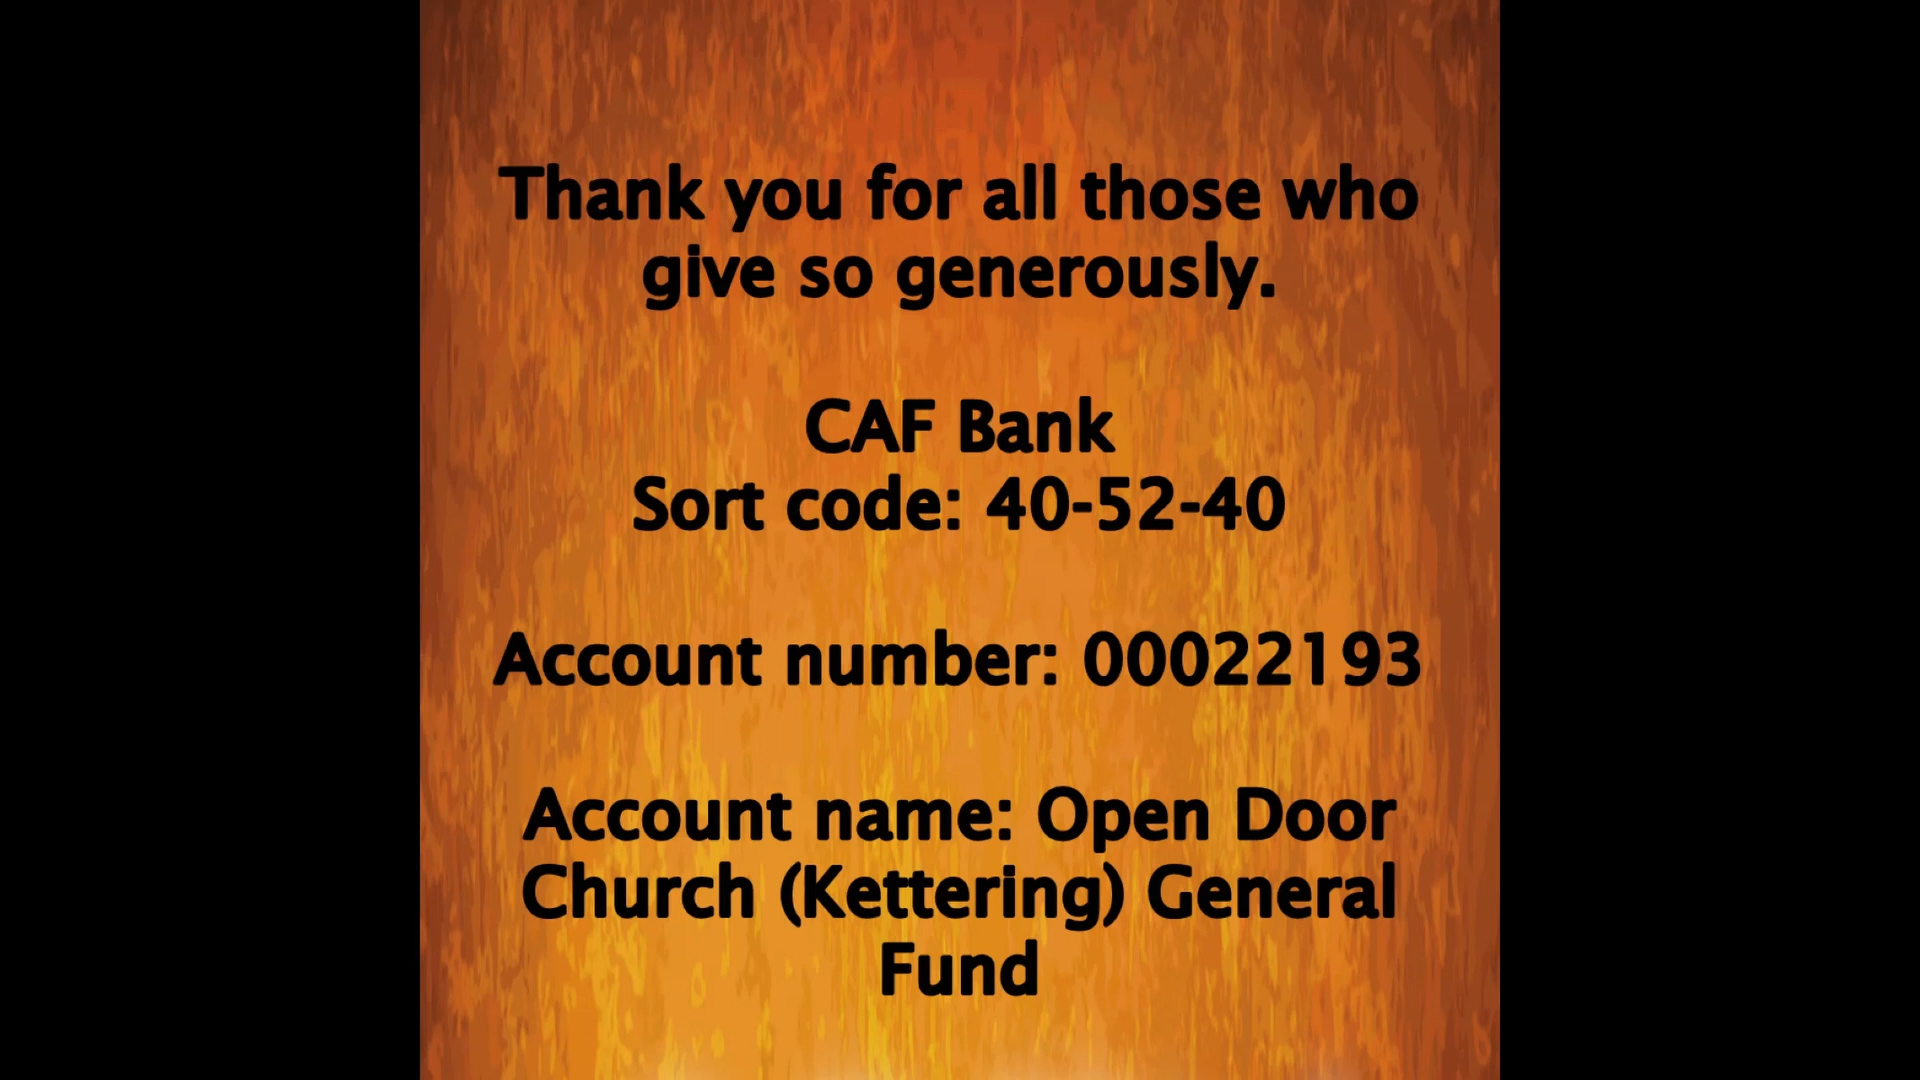 Thank you for all those who
give so generously.
CAF Bank
Sort code: 40-52-40
Account number: 00022193
Account name: Open Door
Church (Kettering) General
Fund